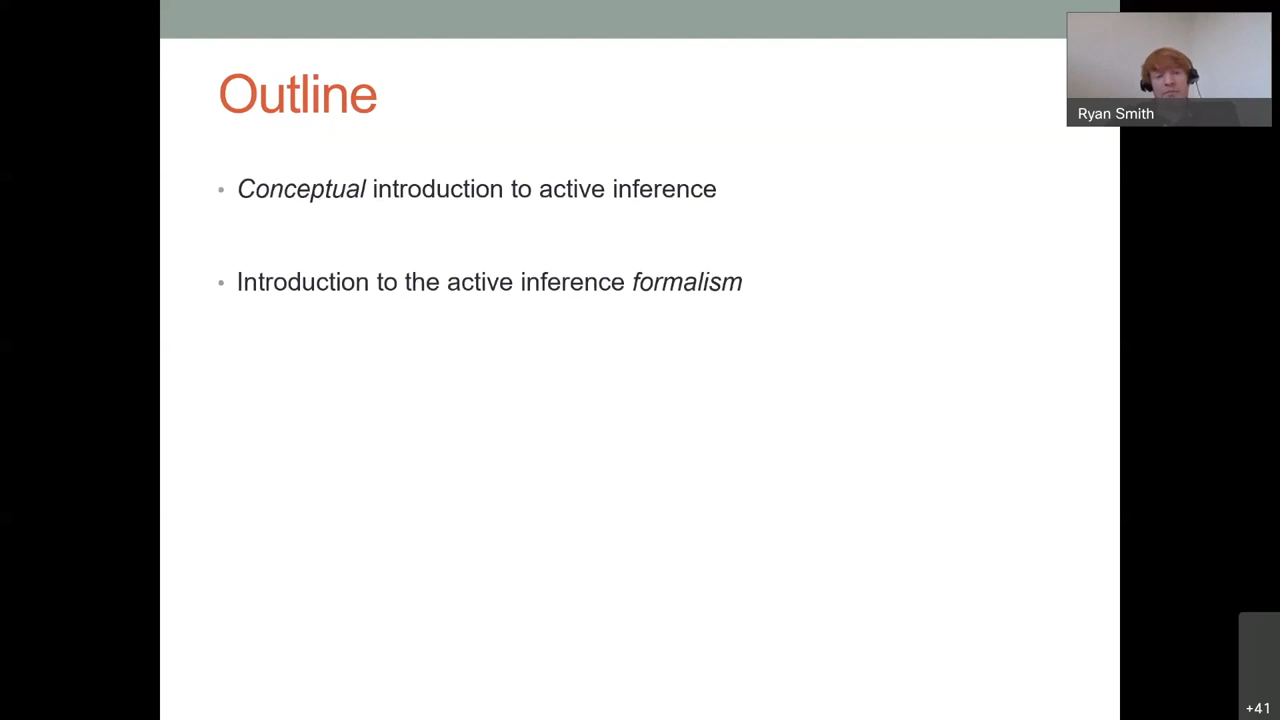 Outline
Ryan Smith
• Conceptual introduction to active inference
• Introduction to the active inference formalism
+41